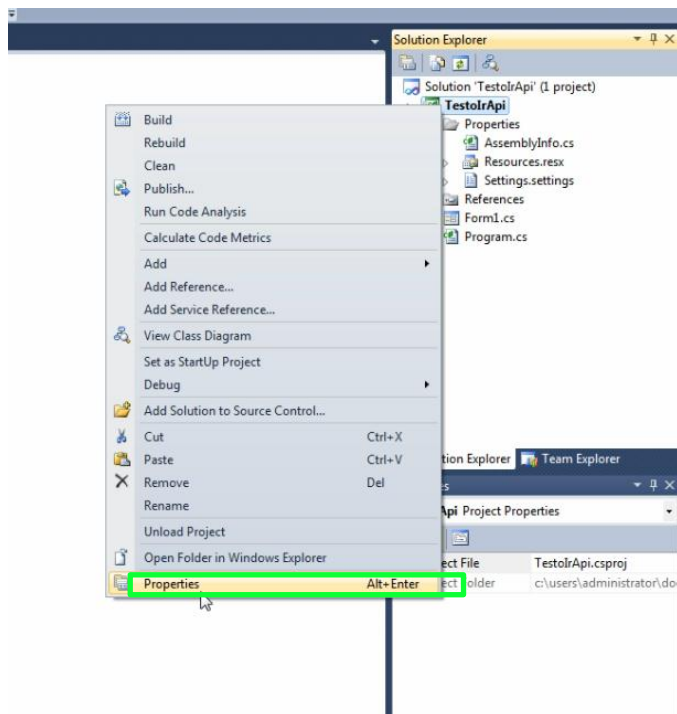 Solution Explorer
Solution 'TestoIrApi' (1 project)
TestoIrApi
Properties
AssemblyInfo.cs
Resources.resx
Settings.settings
References
Form1.cs
Program.cs
Build
Rebuild
Clean
Publish...
Run Code Analysis
Calculate Code Metrics
Add
Add Reference...
Add Service Reference...
View Class Diagram
Set as StartUp Project
Debug
Add Solution to Source Control...
Cut Ctrl+X
Paste Ctrl+V
Remove Del
Rename
Unload Project
Open Folder in Windows Explorer
Properties Alt+Enter
tion Explorer Team Explorer
Api Project Properties
ect File TestoIrApi.csproj
ect Folder c:\users\administrator\do